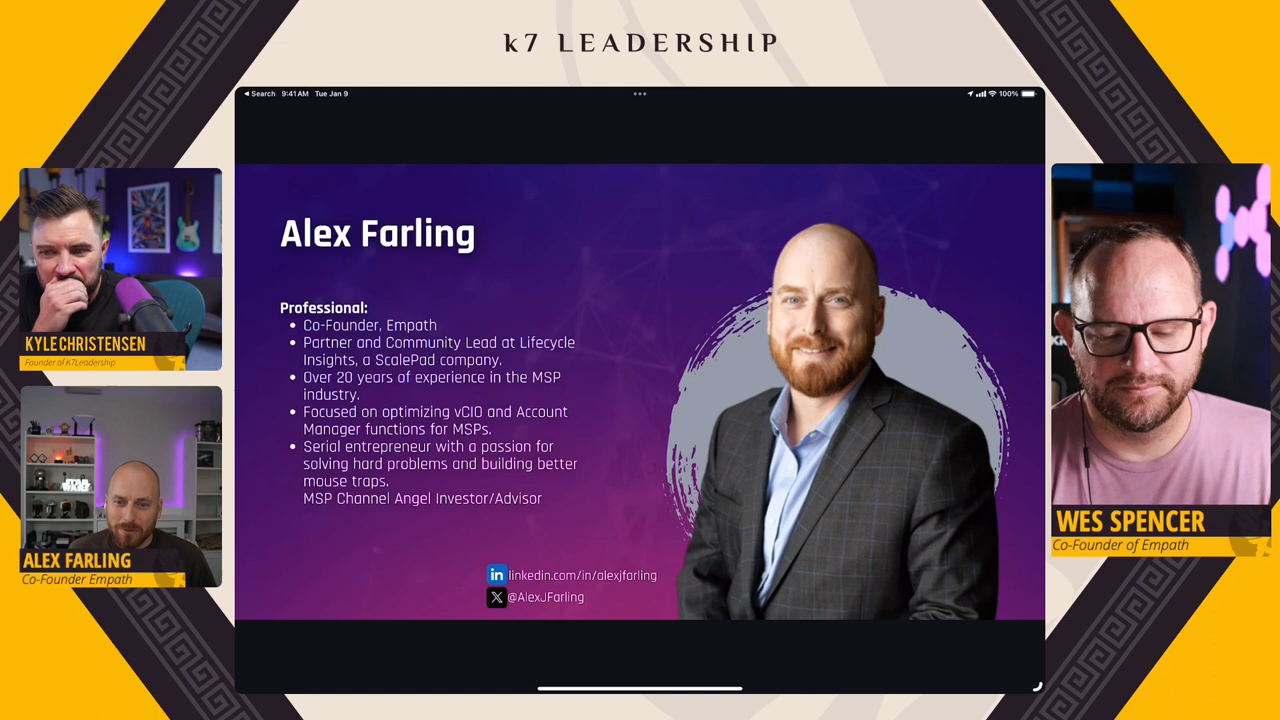 k7 LEADERSHIP
Search 9:41 AM Tue Jan 9
100%
Alex Farling
Professional:
• Co-Founder, Empath
• Partner and Community Lead at Lifecycle
Insights, a ScalePad company.
• Over 20 years of experience in the MSP
industry.
• Focused on optimizing vCIO and Account
Manager functions for MSPs.
• Serial entrepreneur with a passion for
solving hard problems and building better
mouse traps.
MSP Channel Angel Investor/Advisor
in linkedin.com/in/alexjfarling
X @AlexJFarling
KYLE CHRISTENSEN
Founder of K7Leadership
STAR
WARS
ALEX FARLING
Co-Founder Empath
WES SPENCER
Co-Founder of Empath